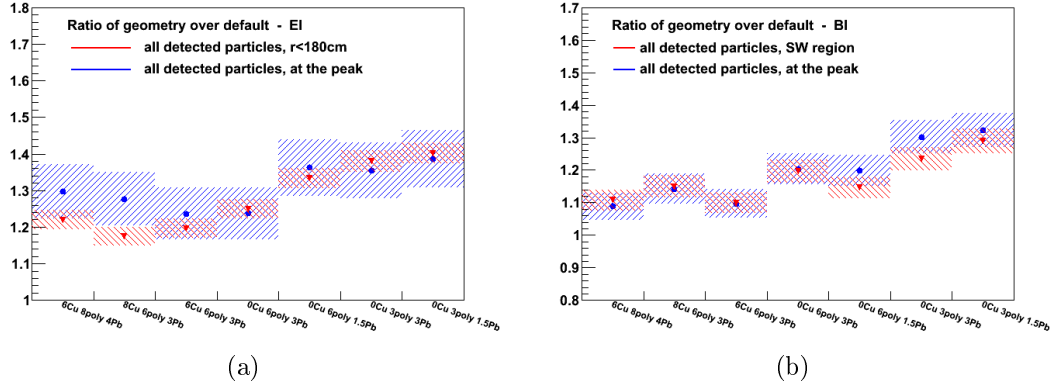 Ratio of geometry over default - EI
all detected particles, r<180cm
all detected particles, at the peak
1.8
1.7
1.6
1.5
1.4
1.3
1.2
1.1
1
6Cu 8poly 4Pb
8Cu 6poly 3Pb
6Cu 6poly 3Pb
0Cu 6poly 3Pb
0Cu 6poly 1.5Pb
0Cu 3poly 3Pb
0Cu 3poly 1.5Pb
(a)
Ratio of geometry over default - BI
all detected particles, SW region
all detected particles, at the peak
1.7
1.6
1.5
1.4
1.3
1.2
1.1
1
0.9
0.8
6Cu 8poly 4Pb
8Cu 6poly 3Pb
6Cu 6poly 3Pb
0Cu 6poly 3Pb
0Cu 6poly 1.5Pb
0Cu 3poly 3Pb
0Cu 3poly 1.5Pb
(b)